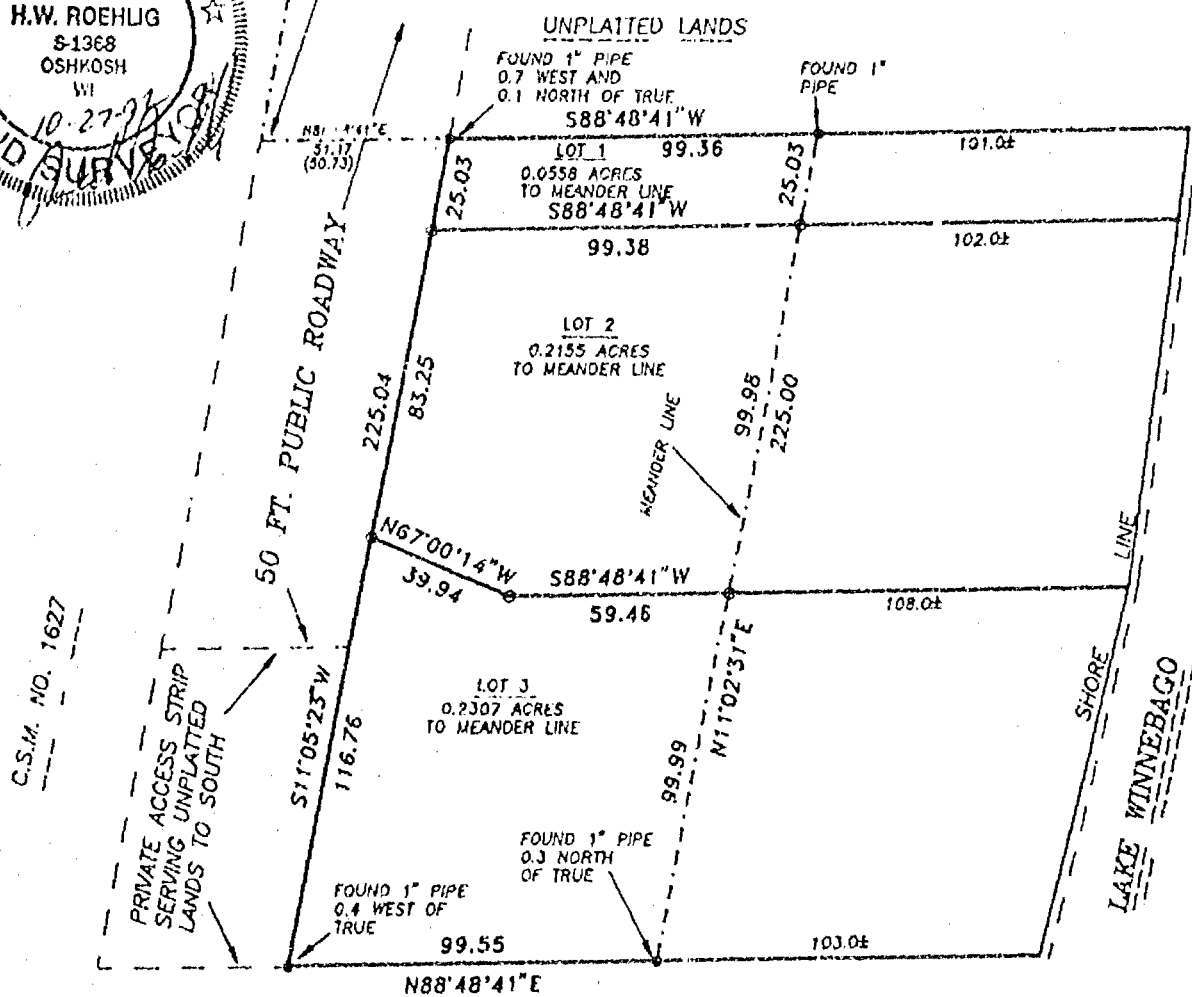 H.W. ROEHLIG
S-1368
OSHKOSH
WI
10-27-93
SURVEYOR
UNPLATTED LANDS
FOUND 1" PIPE
0.7 WEST AND
0.1 NORTH OF TRUE
FOUND 1"
PIPE
S88°48'41"W
51.17
(50.73)
25.03
LOT 1
99.36
0.0558 ACRES
TO MEANDER LINE
25.03
101.0±
S88°48'41"W
99.38
102.0±
50 FT. PUBLIC ROADWAY
LOT 2
0.2155 ACRES
TO MEANDER LINE
225.04
83.25
MEANDER LINE
99.98
225.00
N67°00'14"W
39.94
S88°48'41"W
59.46
108.0±
SHORE LINE
LAKE WINNEBAGO
C.S.M. NO. 1627
PRIVATE ACCESS STRIP
SERVING UNPLATTED
LANDS TO SOUTH
S11°05'23"W
116.76
LOT 3
0.2307 ACRES
TO MEANDER LINE
99.99
N11°02'31"E
FOUND 1" PIPE
0.3 NORTH
OF TRUE
FOUND 1" PIPE
0.4 WEST OF
TRUE
99.55
103.0±
N88°48'41"E